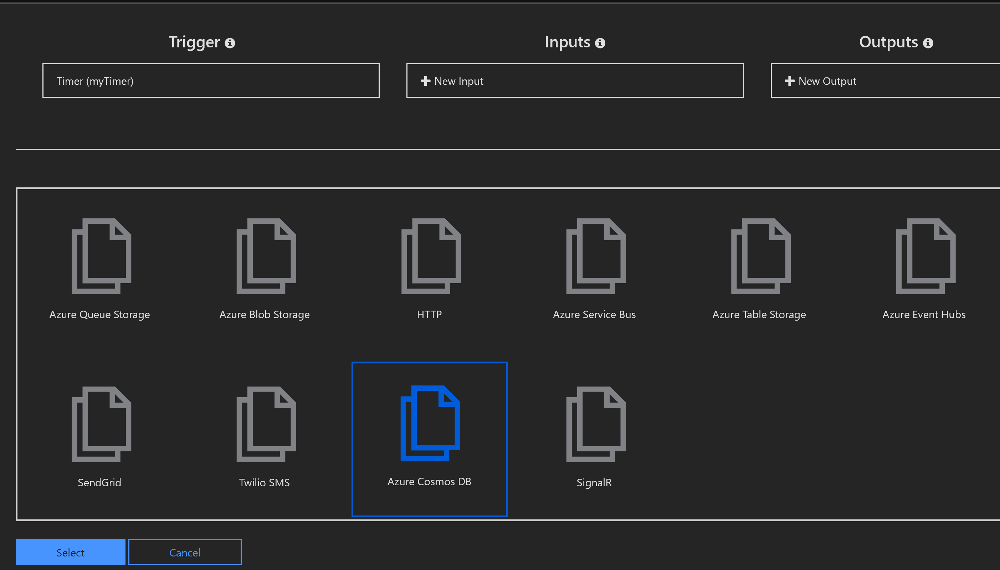 Trigger
Inputs
Outputs
Timer (myTimer)
New Input
New Output
Azure Queue Storage
Azure Blob Storage
HTTP
Azure Service Bus
Azure Table Storage
Azure Event Hubs
SendGrid
Twilio SMS
Azure Cosmos DB
SignalR
Select
Cancel